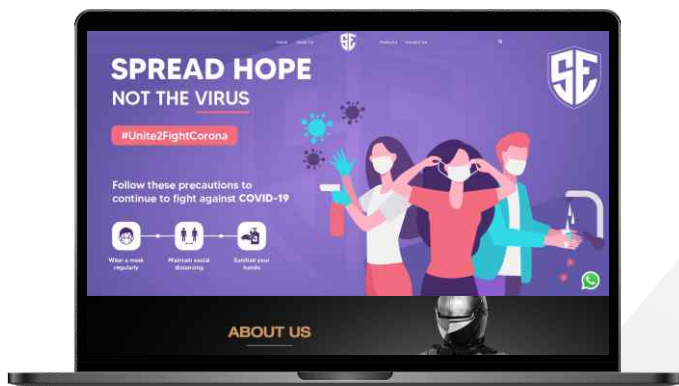 Home About Us SE Products Contact Us
SE
SPREAD HOPE
NOT THE VIRUS
#Unite2FightCorona
Follow these precautions to
continue to fight against COVID-19
Wear a mask
regularly
Maintain social
distancing
Sanitize your
hands
ABOUT US